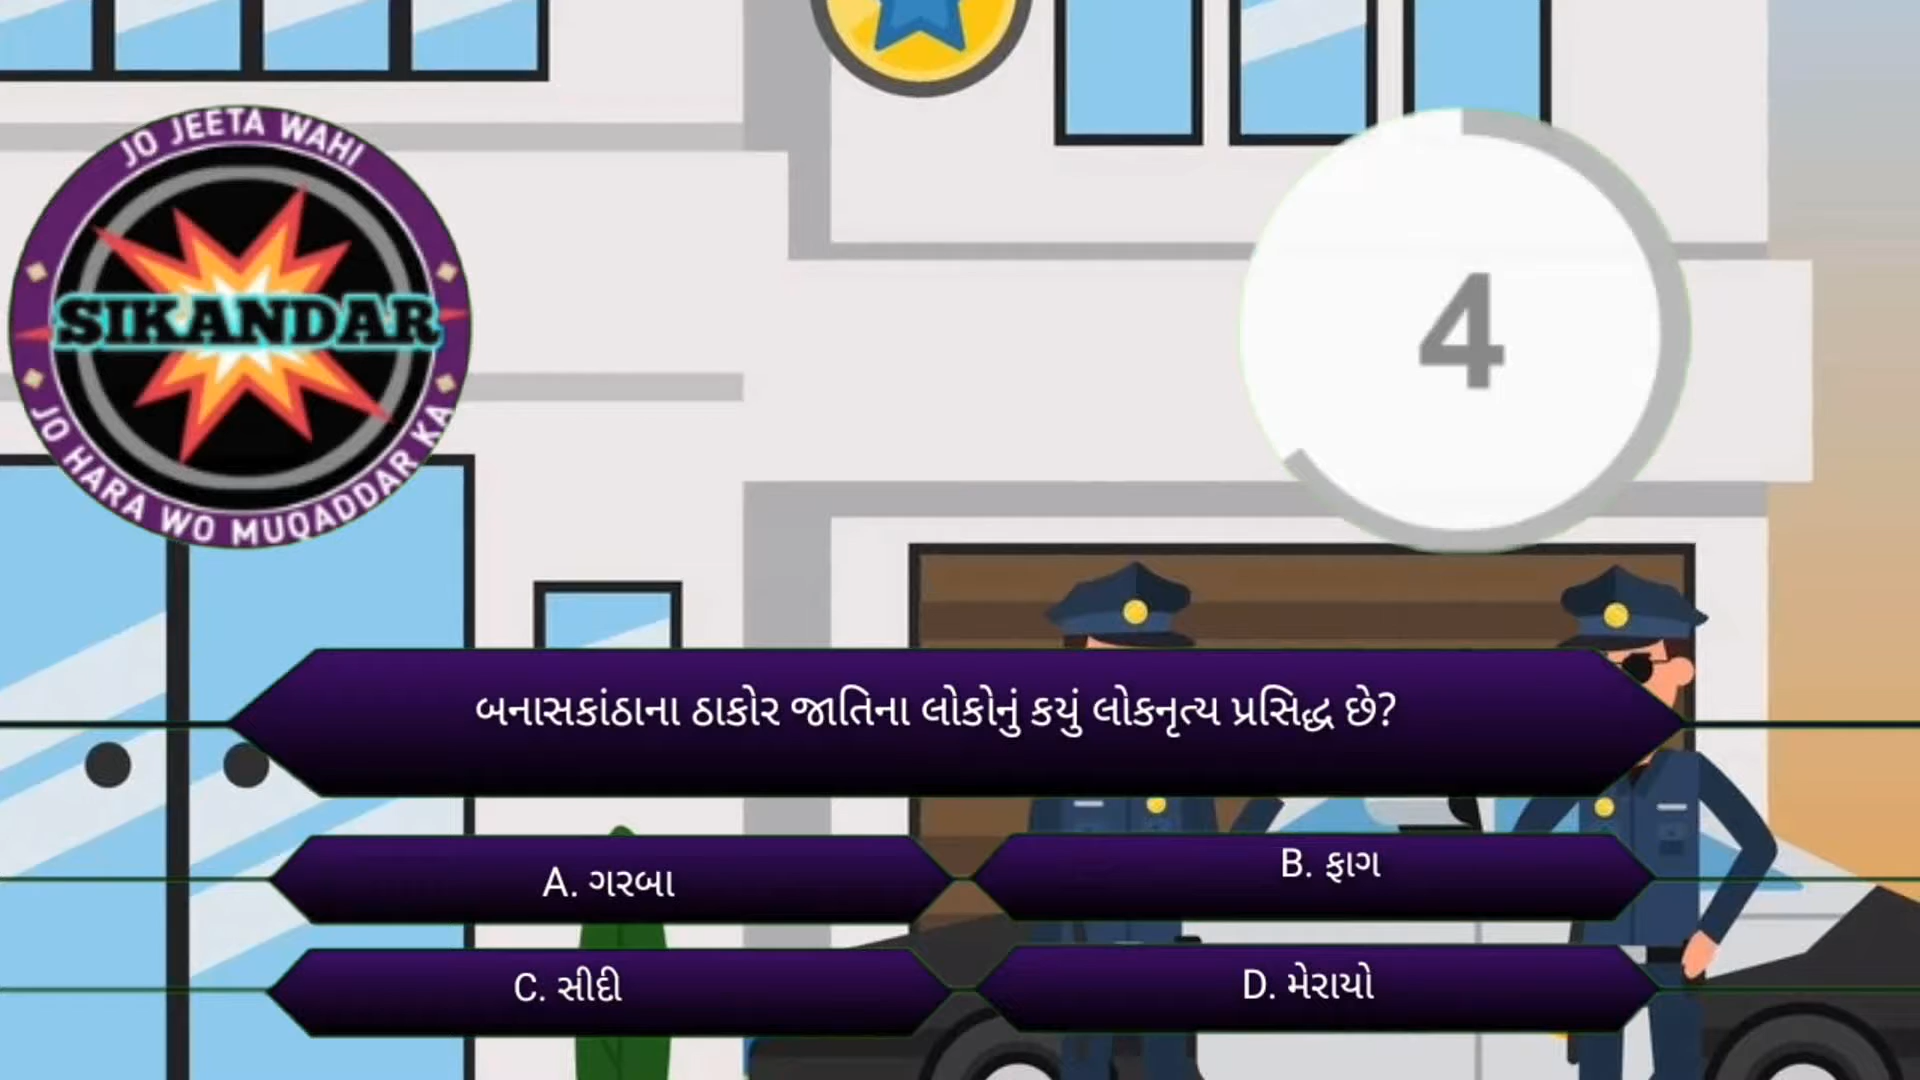 JO JEETA WAHI
SIKANDAR
JO HARA WO MUQADDAR KA
4
બનાસકાંઠાના ઠાકોર જાતિના લોકોનું કયું લોકનૃત્ય પ્રસિદ્ધ છે?
A. ગરબા
B. ફાગ
C. સીદી
D. મેરાયો